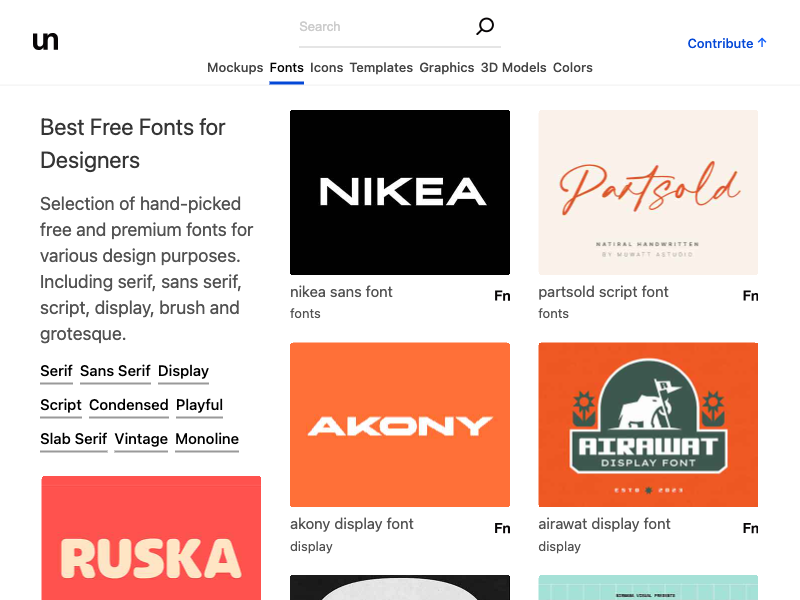 un
Search
Contribute ↑
Mockups Fonts Icons Templates Graphics 3D Models Colors
Best Free Fonts for
Designers
Selection of hand-picked
free and premium fonts for
various design purposes.
Including serif, sans serif,
script, display, brush and
grotesque.
Serif Sans Serif Display
Script Condensed Playful
Slab Serif Vintage Monoline
RUSKA
NIKEA
nikea sans font
Fn
fonts
Partsold
NATIRAL HANDWRITTEN
BY MUWATT ASTUDIO
partsold script font
Fn
fonts
AKONY
akony display font
Fn
display
AIRAWAT
DISPLAY FONT
ESTD 2023
airawat display font
Fn
display